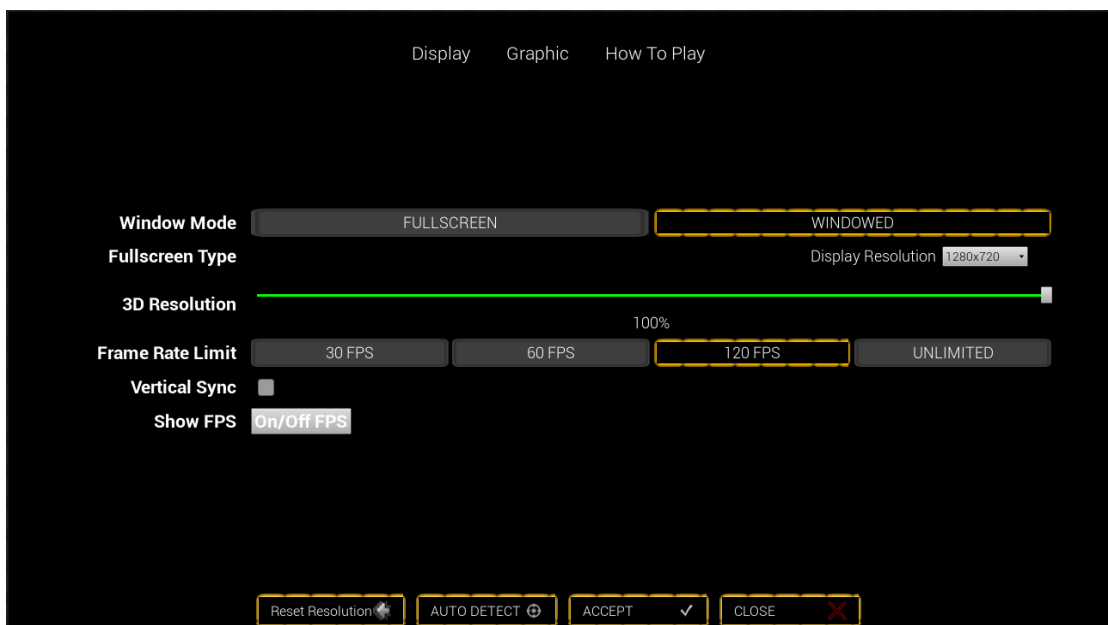 Display Graphic How To Play
Window Mode FULLSCREEN WINDOWED
Fullscreen Type Display Resolution 1280x720
3D Resolution
100%
Frame Rate Limit 30 FPS 60 FPS 120 FPS UNLIMITED
Vertical Sync
Show FPS On/Off FPS
Reset Resolution AUTO DETECT ACCEPT CLOSE